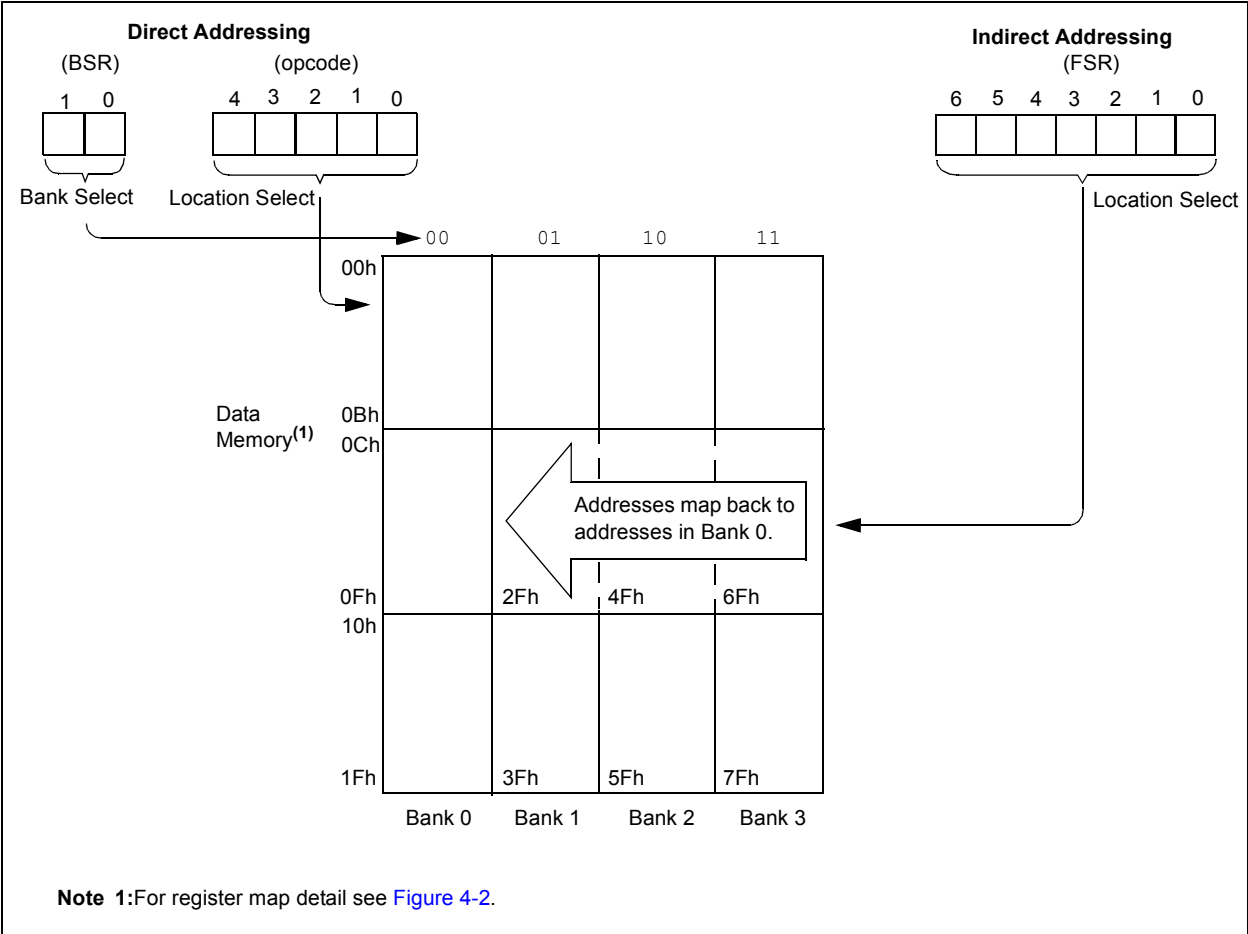 Direct Addressing
(BSR) (opcode)
1 0 4 3 2 1 0
Bank Select Location Select
Indirect Addressing
(FSR)
6 5 4 3 2 1 0
Location Select
00 01 10 11
00h
Data
Memory(1)
0Bh
0Ch
Addresses map back to
addresses in Bank 0.
0Fh 2Fh 4Fh 6Fh
10h
1Fh 3Fh 5Fh 7Fh
Bank 0 Bank 1 Bank 2 Bank 3
Note 1:For register map detail see Figure 4-2.